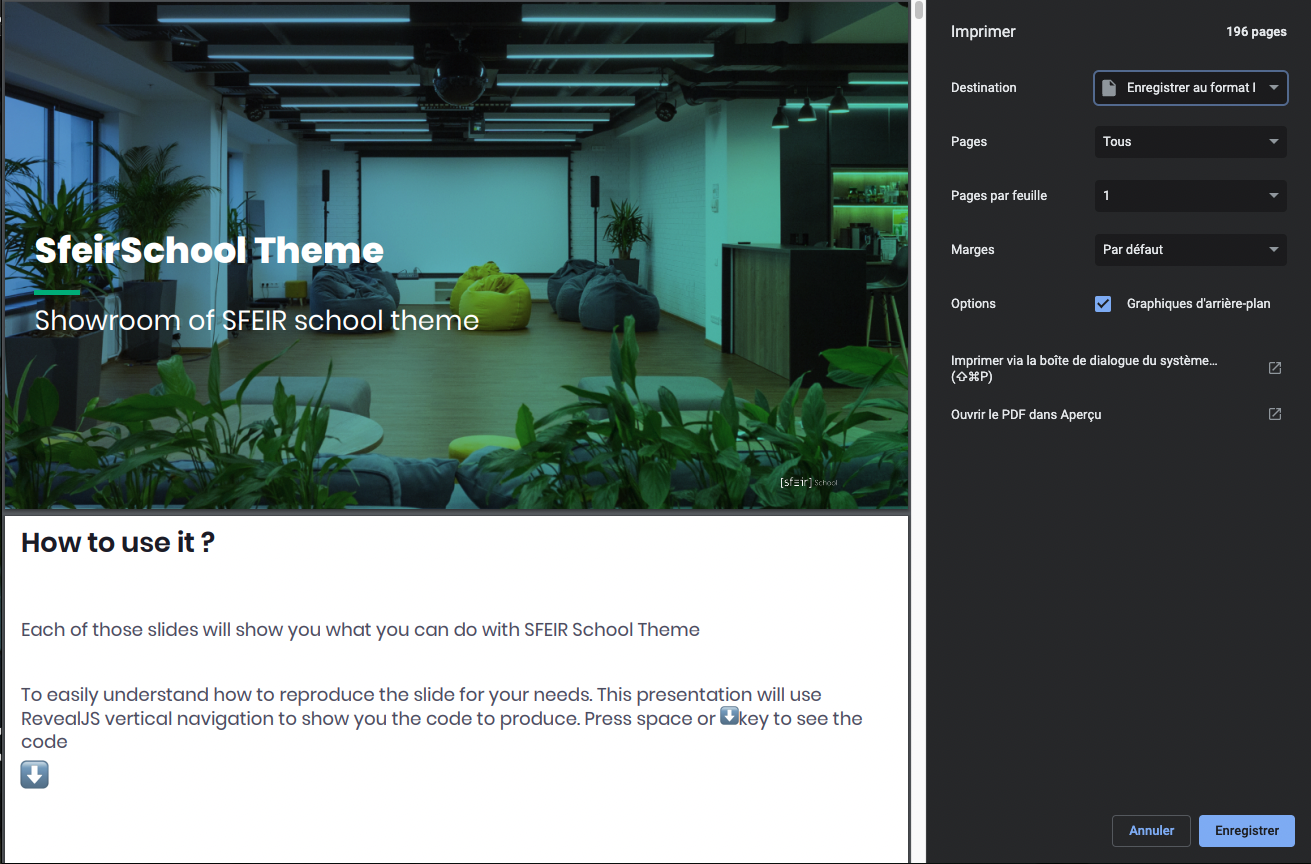 SfeirSchool Theme
Showroom of SFEIR school theme
[sfeir] School
How to use it ?
Each of those slides will show you what you can do with SFEIR School Theme
To easily understand how to reproduce the slide for your needs. This presentation will use
RevealJS vertical navigation to show you the code to produce. Press space or ⬇️key to see the
code
⬇️
Imprimer
196 pages
Destination
Enregistrer au format
Pages
Tous
Pages par feuille
1
Marges
Par défaut
Options
Graphiques d'arrière-plan
Imprimer via la boîte de dialogue du système…
(⇧⌘P)
Ouvrir le PDF dans Aperçu
Annuler
Enregistrer